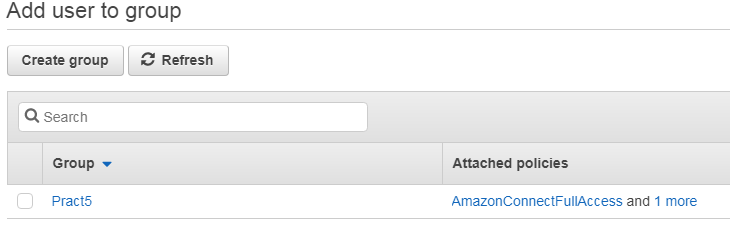 Add user to group
Create group Refresh
Search
Group Attached policies
Pract5 AmazonConnectFullAccess and 1 more